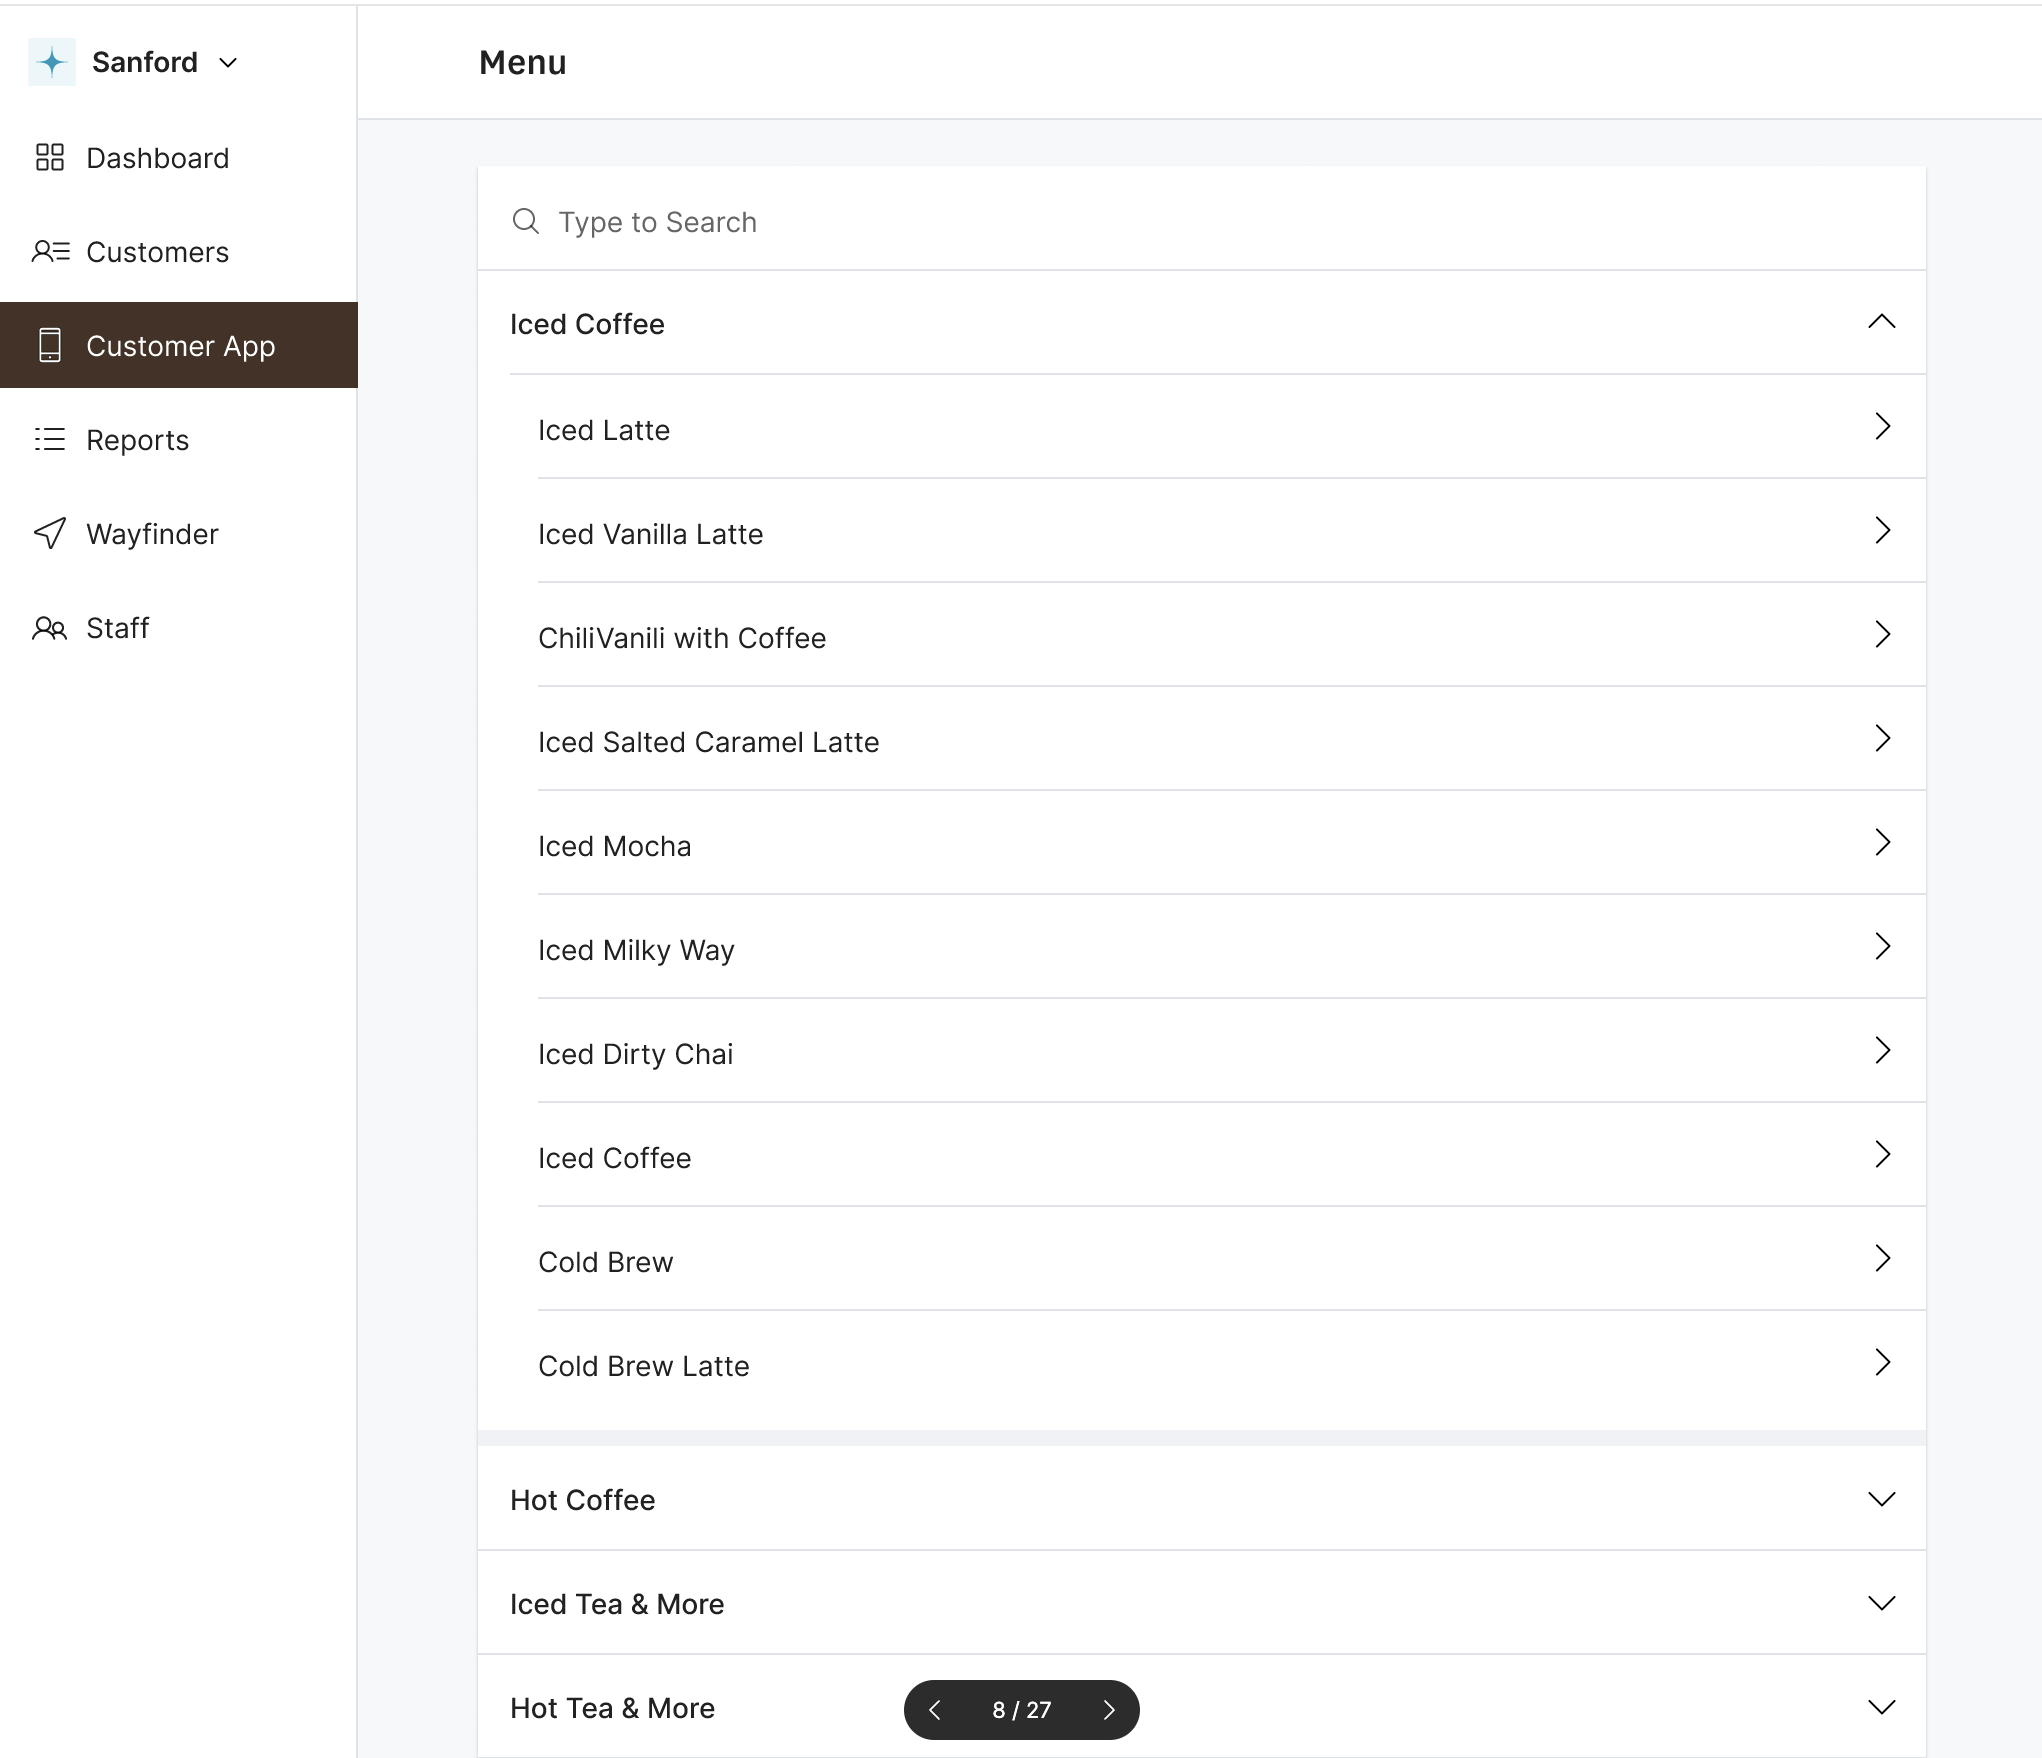 Sanford
Menu
Dashboard
Customers
Customer App
Reports
Wayfinder
Staff
Type to Search
Iced Coffee
Iced Latte
Iced Vanilla Latte
ChiliVanili with Coffee
Iced Salted Caramel Latte
Iced Mocha
Iced Milky Way
Iced Dirty Chai
Iced Coffee
Cold Brew
Cold Brew Latte
Hot Coffee
Iced Tea & More
Hot Tea & More
8 / 27